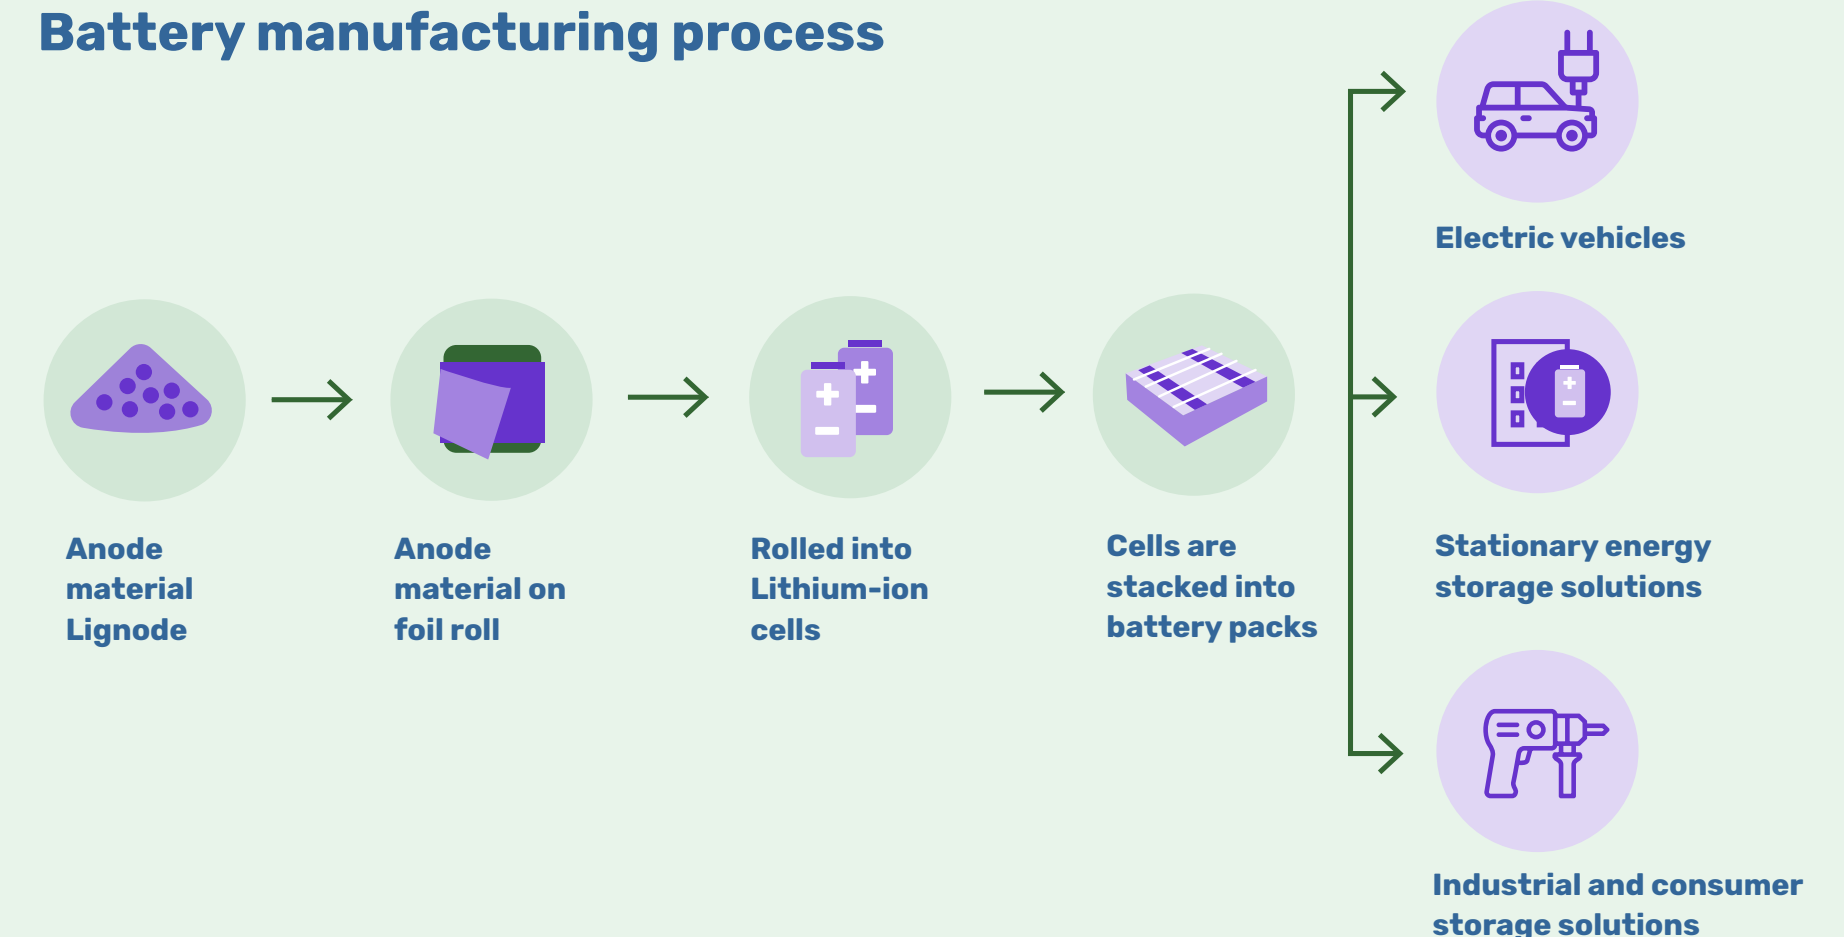 Battery manufacturing process
Electric vehicles
Anode
material
Lignode
Anode
material on
foil roll
Rolled into
Lithium-ion
cells
Cells are
stacked into
battery packs
Stationary energy
storage solutions
Industrial and consumer
storage solutions